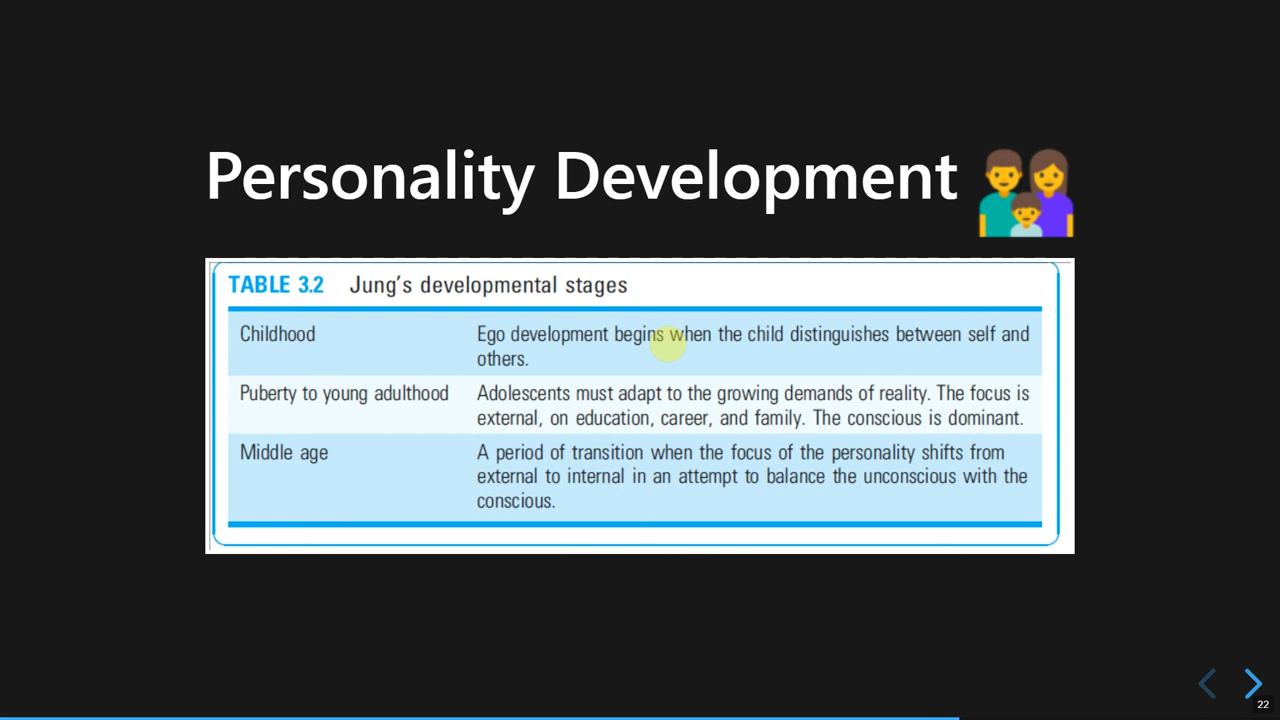 Personality Development
TABLE 3.2 Jung's developmental stages
Childhood Ego development begins when the child distinguishes between self and
others.
Puberty to young adulthood Adolescents must adapt to the growing demands of reality. The focus is
external, on education, career, and family. The conscious is dominant.
Middle age A period of transition when the focus of the personality shifts from
external to internal in an attempt to balance the unconscious with the
conscious.
22